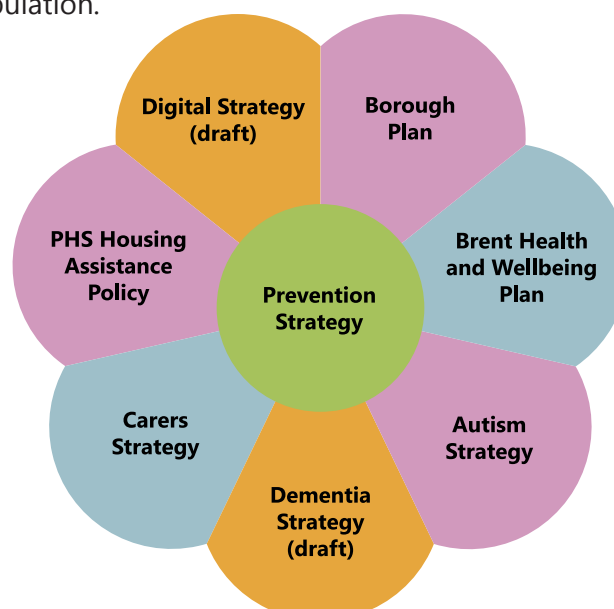 Digital Strategy
(draft)
Borough
Plan
PHS Housing
Assistance
Policy
Brent Health
and Wellbeing
Plan
Prevention
Strategy
Carers
Strategy
Autism
Strategy
Dementia
Strategy
(draft)